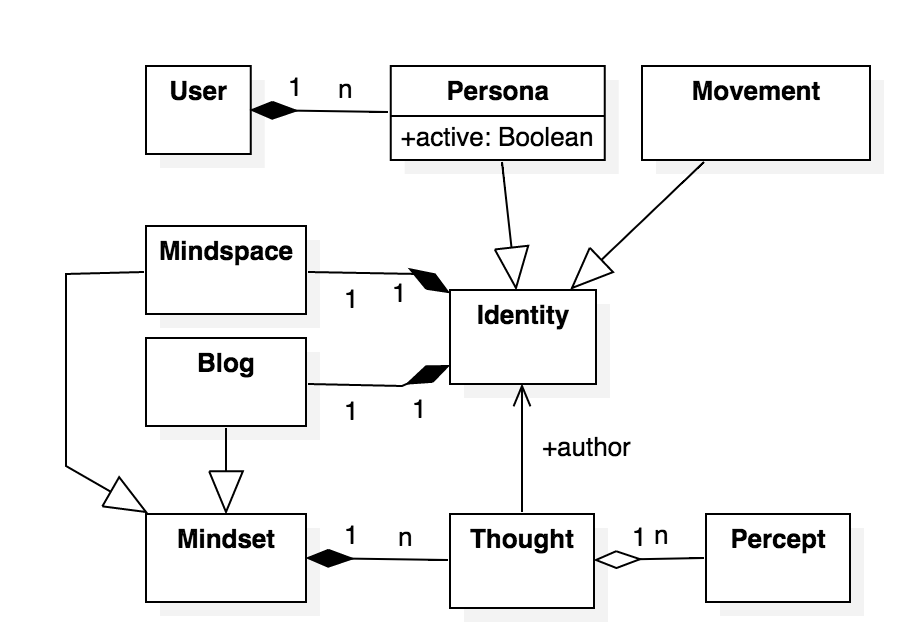 User
1 n
Persona
+active: Boolean
Movement
Mindspace
1 1
Identity
Blog
1 1
+author
Mindset
1 n
Thought
1 n
Percept